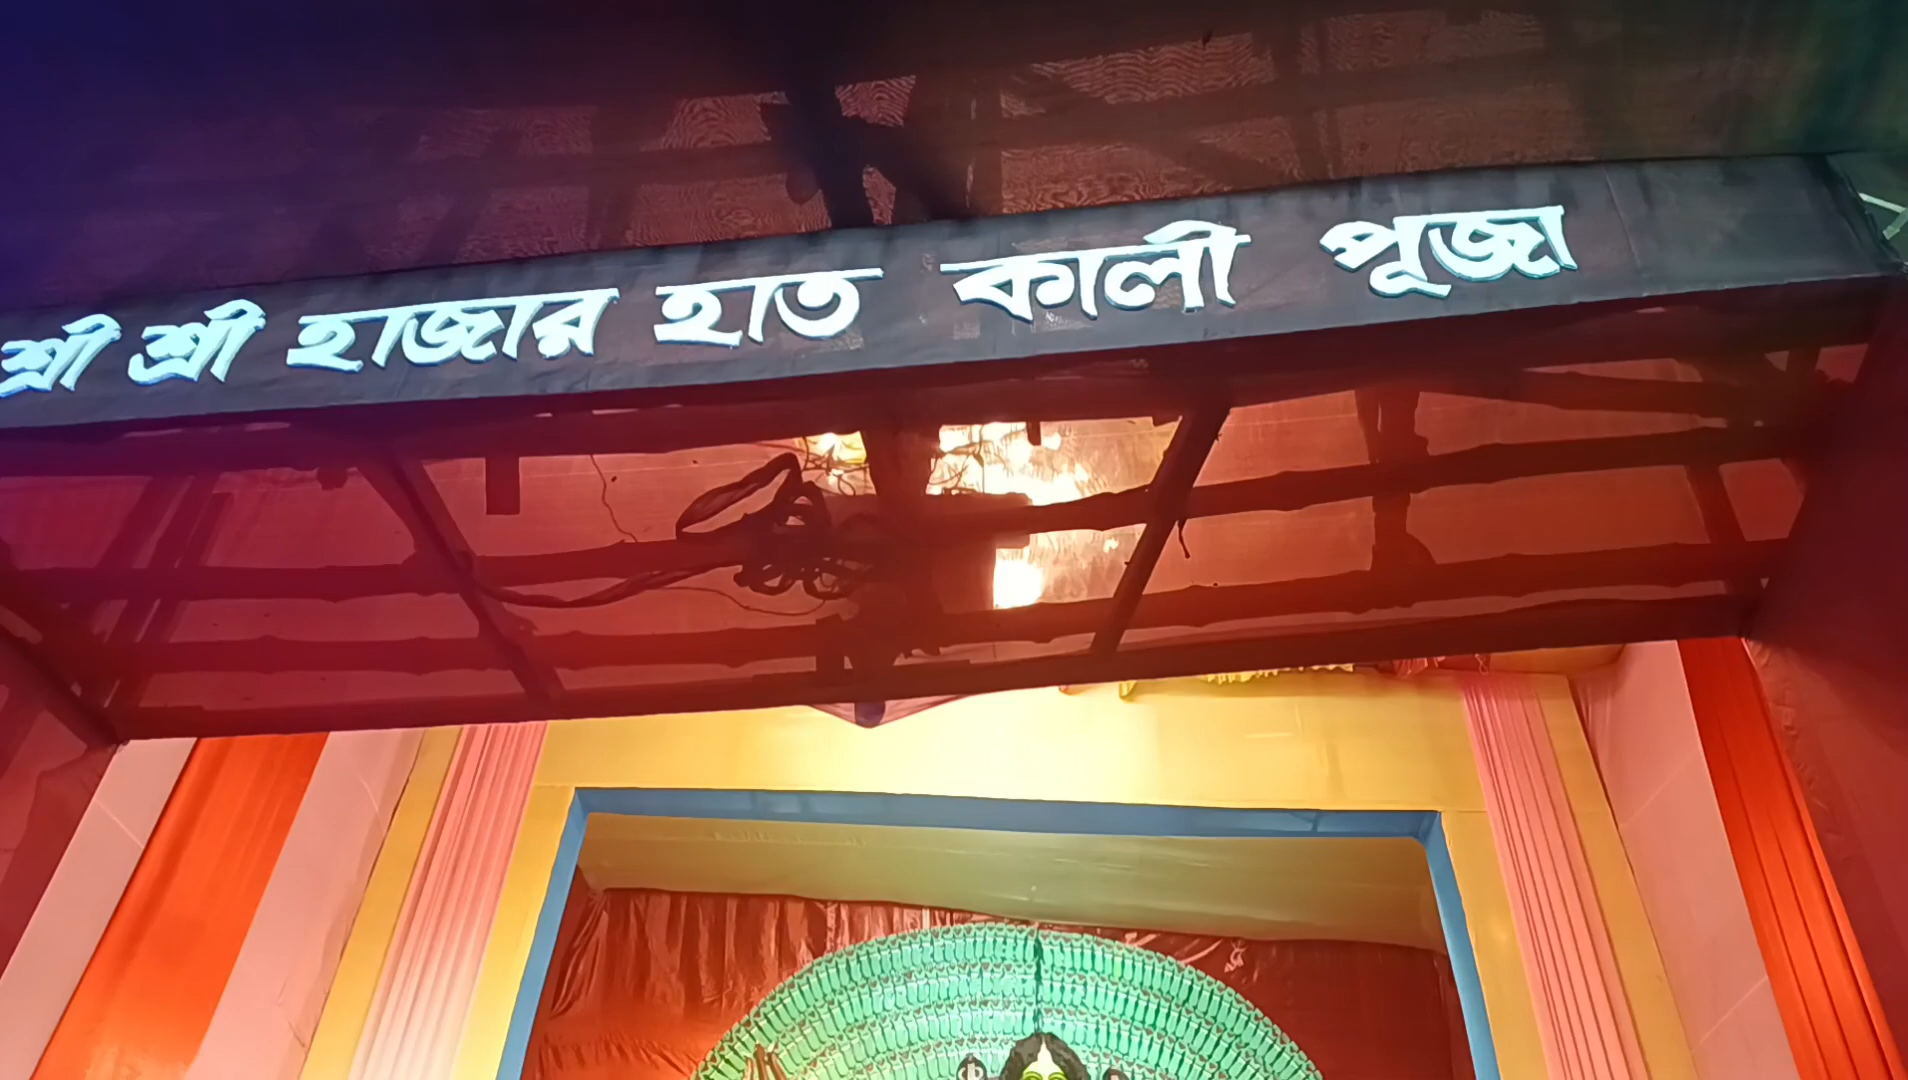 শ্রী শ্রী হাজার হাত কালী পূজা